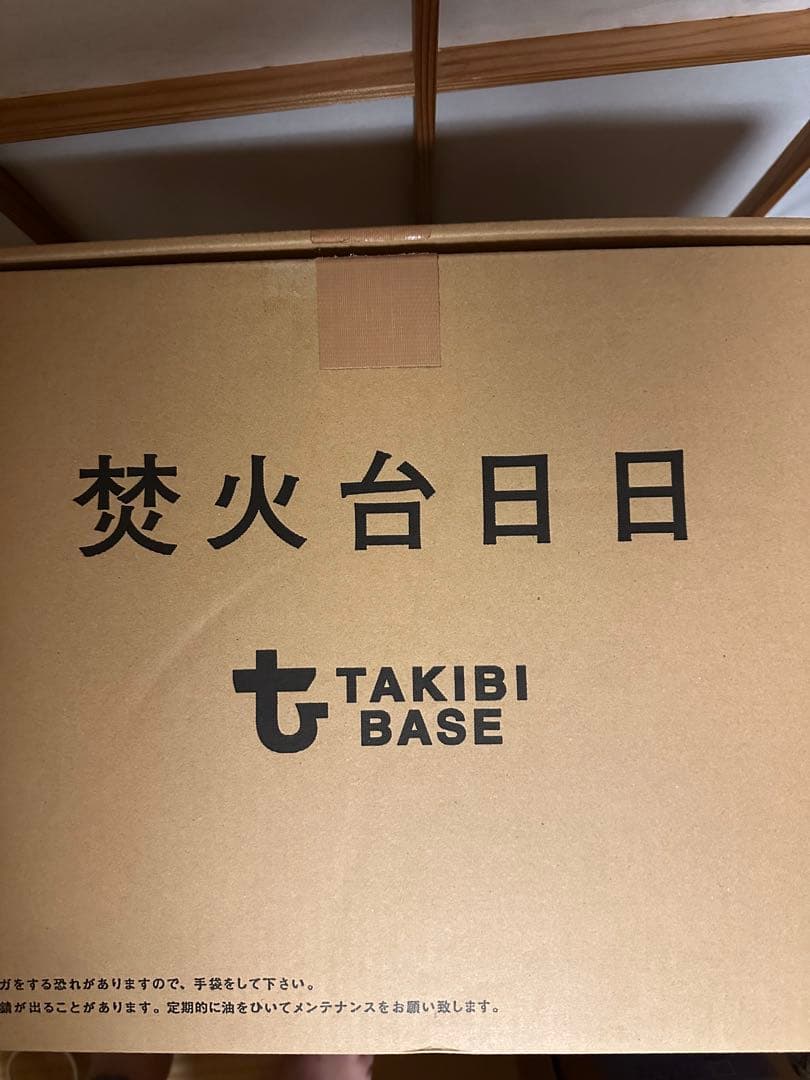 焚火台日日
TAKIBI
BASE
ガをする恐れがありますので、手袋をして下さい。
錆が出ることがあります。定期的に油をひいてメンテナンスをお願い致します。